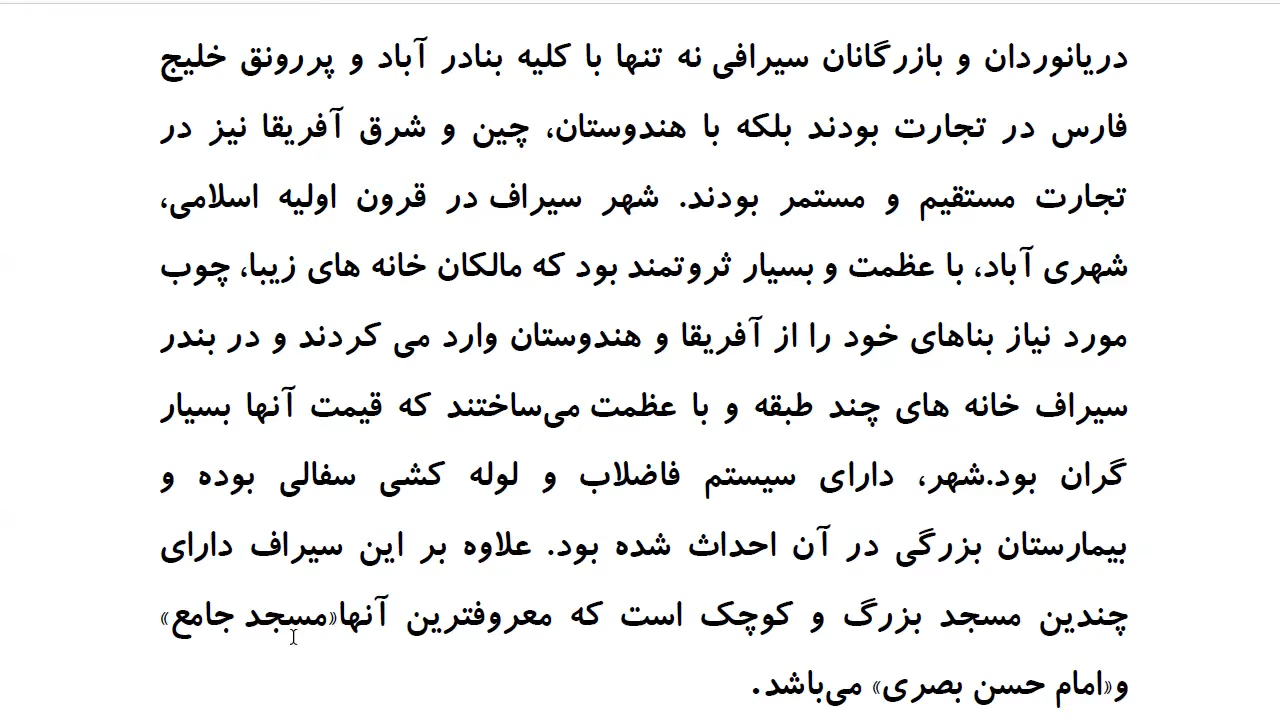 دریانوردان و بازرگانان سیرافی نه تنها با کلیه بنادر آباد و پررونق خلیج
فارس در تجارت بودند بلکه با هندوستان، چین و شرق آفریقا نیز در
تجارت مستقیم و مستمر بودند. شهر سیراف در قرون اولیه اسلامی،
شهری آباد، با عظمت و بسیار ثروتمند بود که مالکان خانه های زیبا، چوب
مورد نیاز بناهای خود را از آفریقا و هندوستان وارد می کردند و در بندر
سیراف خانه های چند طبقه و با عظمت می‌ساختند که قیمت آنها بسیار
گران بود.شهر، دارای سیستم فاضلاب و لوله کشی سفالی بوده و
بیمارستان بزرگی در آن احداث شده بود. علاوه بر این سیراف دارای
چندین مسجد بزرگ و کوچک است که معروفترین آنها«مسجد جامع»
و«امام حسن بصری» می‌باشد.